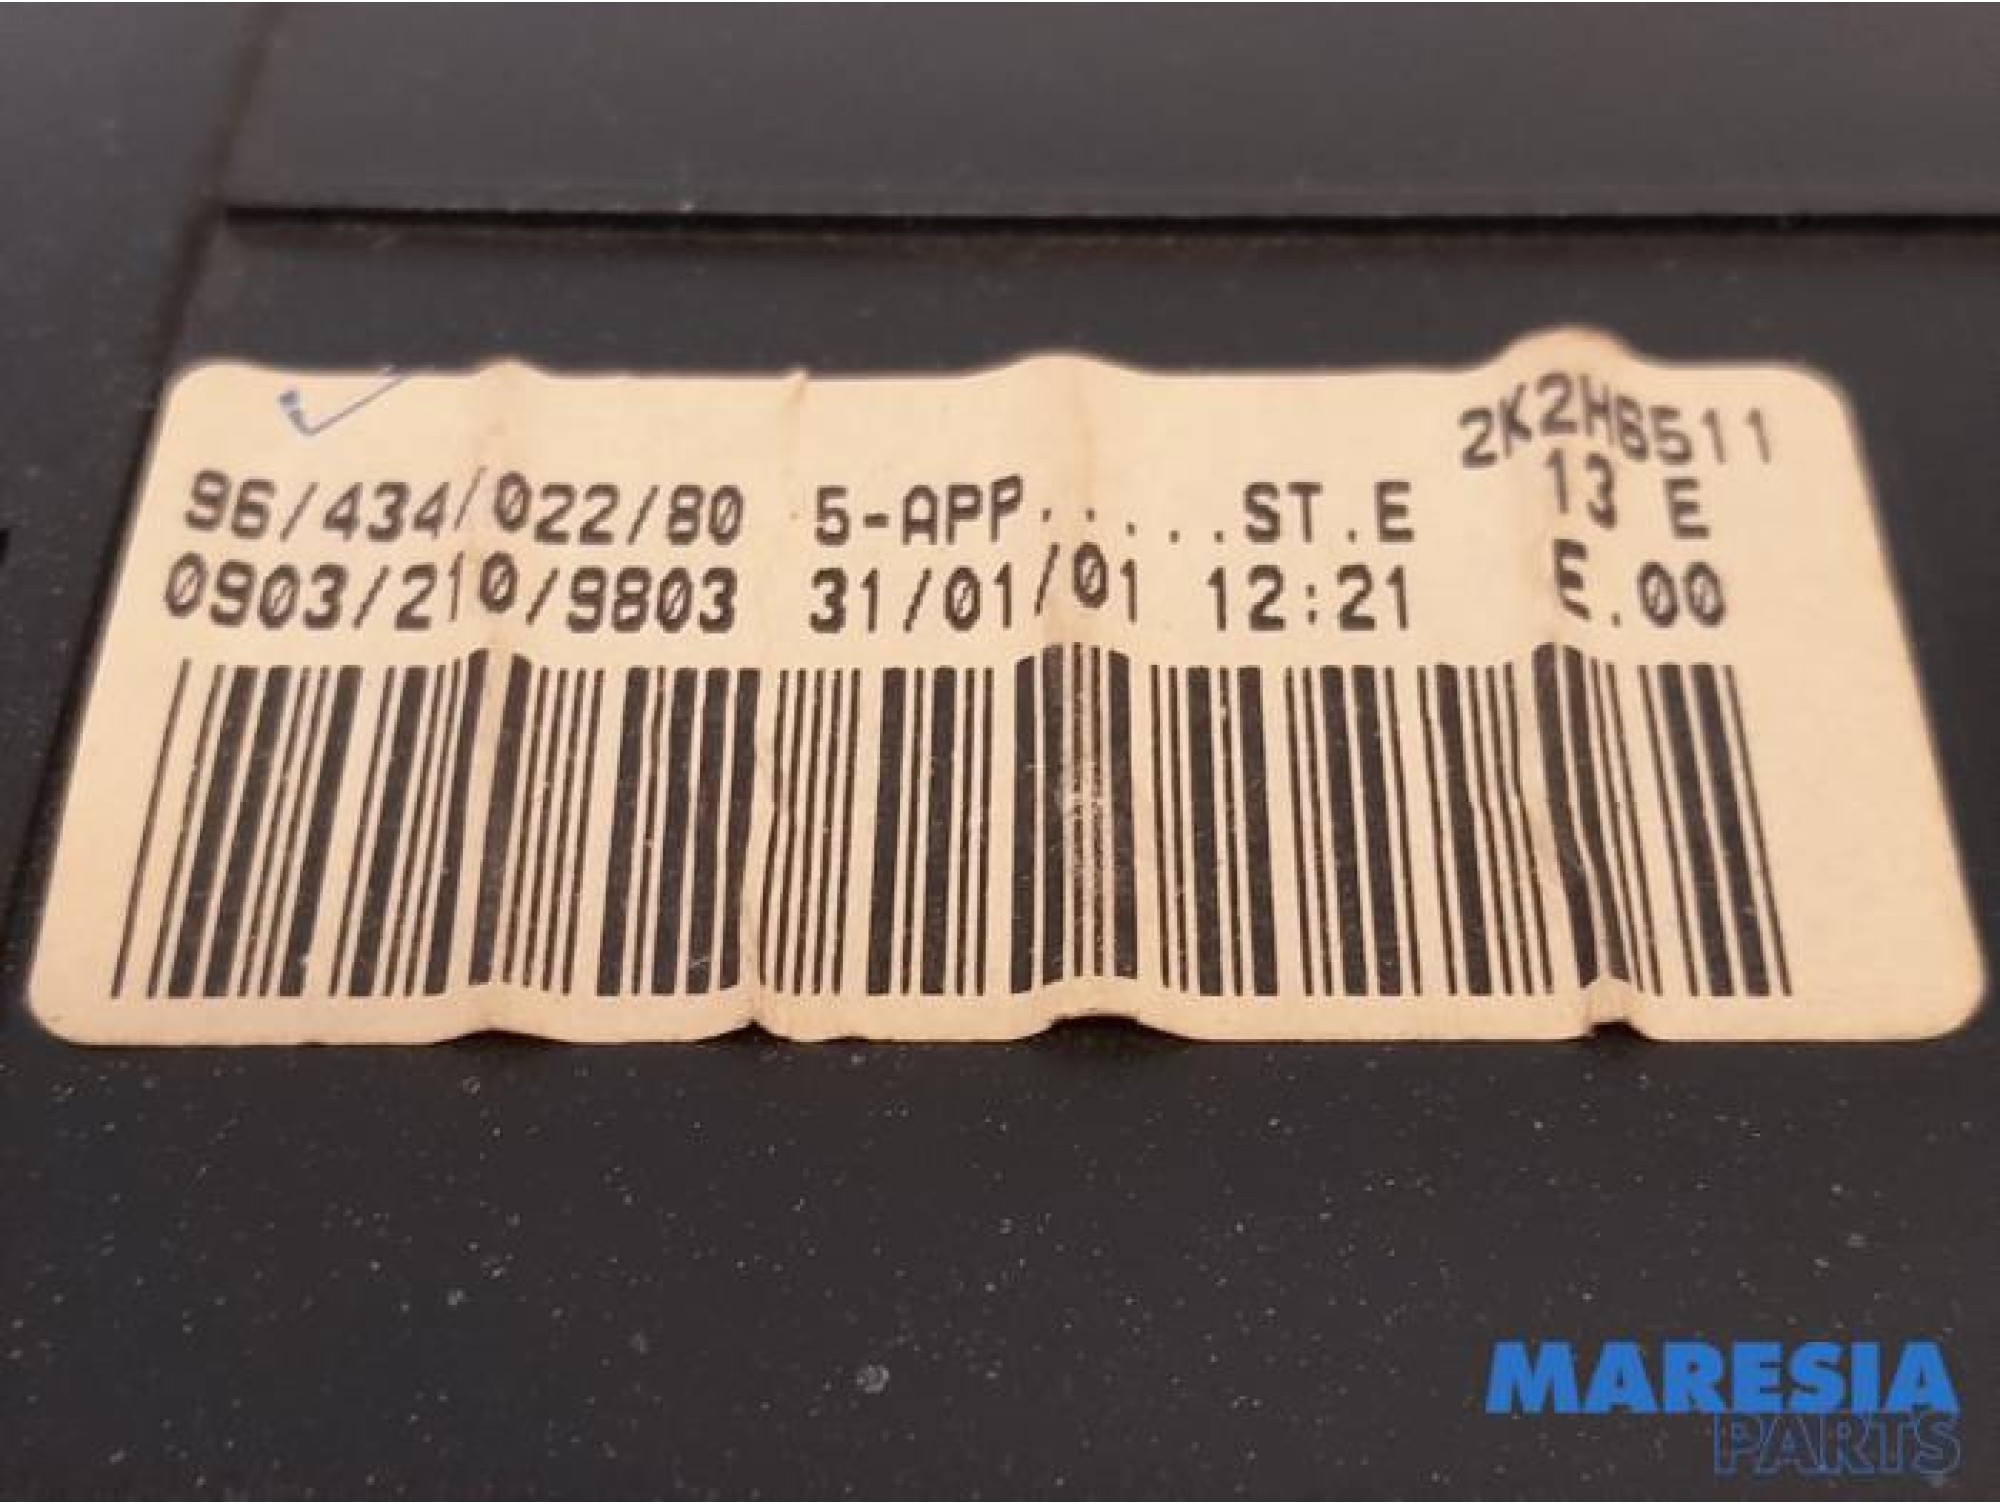 2K2H6511
96/434/022/80 5-APP.....ST.E 13 E
0903/210/9803 31/01/01 12:21 E.00
MARESIA
PARTS